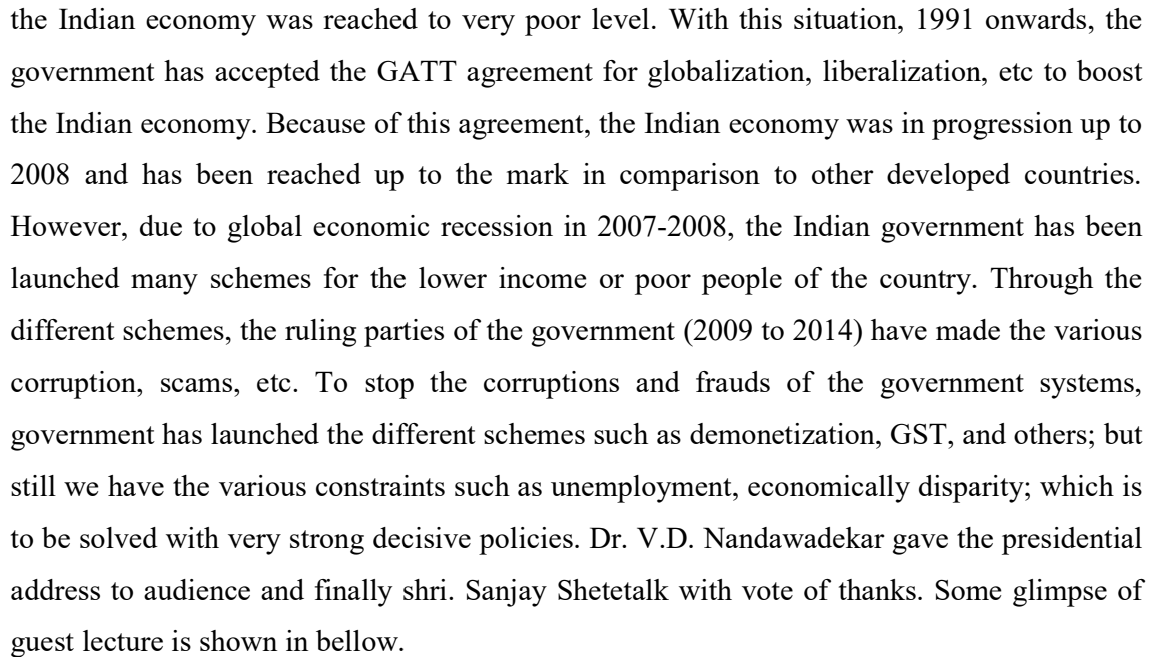 the Indian economy was reached to very poor level. With this situation, 1991 onwards, the
government has accepted the GATT agreement for globalization, liberalization, etc to boost
the Indian economy. Because of this agreement, the Indian economy was in progression up to
2008 and has been reached up to the mark in comparison to other developed countries.
However, due to global economic recession in 2007-2008, the Indian government has been
launched many schemes for the lower income or poor people of the country. Through the
different schemes, the ruling parties of the government (2009 to 2014) have made the various
corruption, scams, etc. To stop the corruptions and frauds of the government systems,
government has launched the different schemes such as demonetization, GST, and others; but
still we have the various constraints such as unemployment, economically disparity; which is
to be solved with very strong decisive policies. Dr. V.D. Nandawadekar gave the presidential
address to audience and finally shri. Sanjay Shetetalk with vote of thanks. Some glimpse of
guest lecture is shown in bellow.